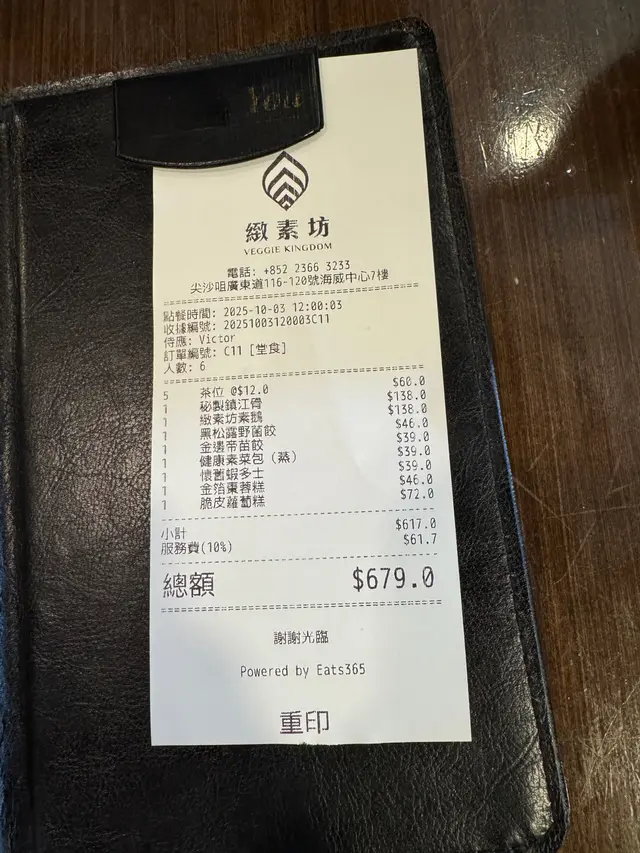 You
緻素坊
VEGGIE KINGDOM
電話: +852 2366 3233
尖沙咀廣東道116-120號海威中心7樓
點餐時間: 2025-10-03 12:00:03
收據編號: 20251003120003C11
侍應: Victor
訂單編號: C11 [堂食]
人數: 6
5 茶位 @$12.0 $60.0
1 秘製鎮江骨 $138.0
1 緻素坊素鵝 $138.0
1 黑松露野菌餃 $46.0
1 金邊帝苗餃 $39.0
1 健康素菜包（蒸） $39.0
1 懷舊蝦多士 $39.0
1 金箔棗蓉糕 $46.0
1 脆皮蘿蔔糕 $72.0
小計 $617.0
服務費(10%) $61.7
總額 $679.0
謝謝光臨
Powered by Eats365
重印